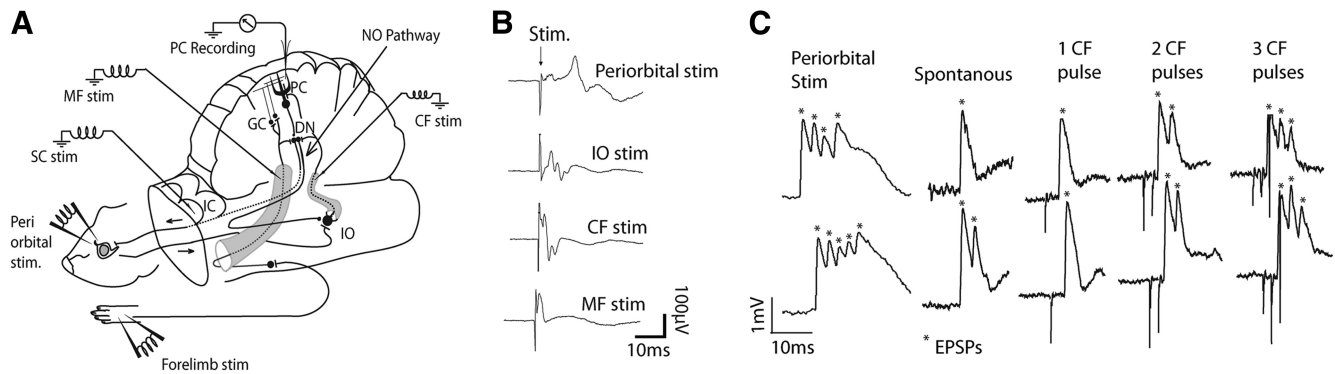 A
PC Recording
NO Pathway
MF stim
PC
CF stim
GC
DN
SC stim
IC
IO
Peri
orbital
stim.
Forelimb stim
B
Stim.
Periorbital stim
IO stim
CF stim
MF stim
100µV
10ms
C
Periorbital
Stim
Spontanous
1 CF
pulse
2 CF
pulses
3 CF
pulses
* * * *
*
*
* *
* * *
* * * * *
* *
*
* *
* * *
1mV
10ms
* EPSPs